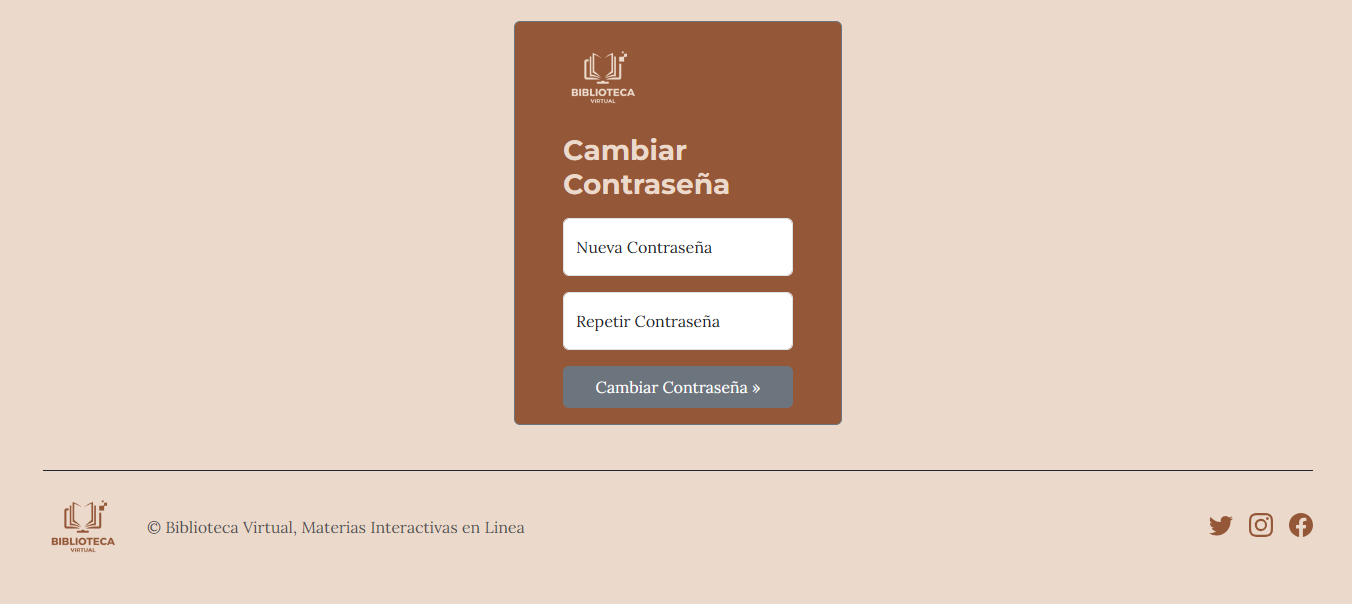 BIBLIOTECA
VIRTUAL
Cambiar
Contraseña
Nueva Contraseña
Repetir Contraseña
Cambiar Contraseña »
BIBLIOTECA
VIRTUAL
© Biblioteca Virtual, Materias Interactivas en Linea